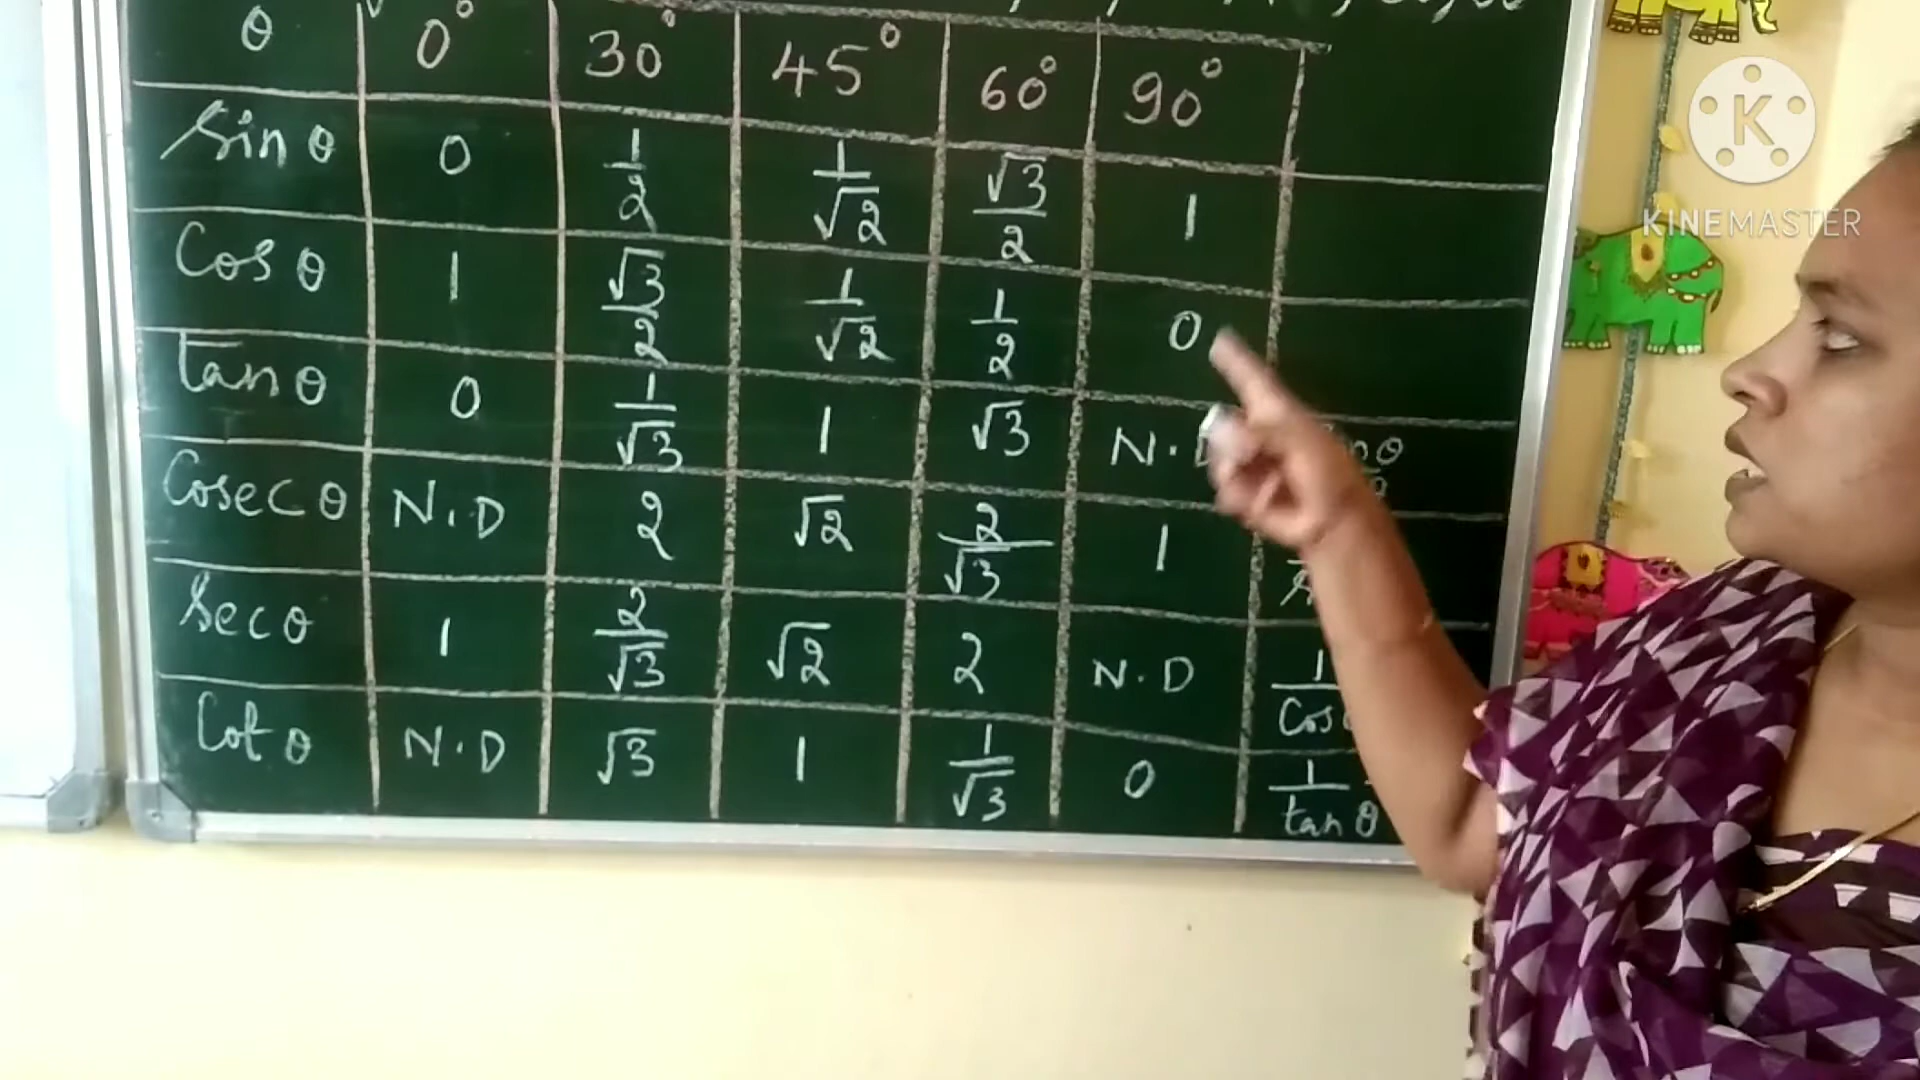 θ 0° 30° 45° 60° 90°
sin θ 0 1/2 1/√2 √3/2 1
Cos θ 1 √3/2 1/√2 1/2 0
tan θ 0 1/√3 1 √3 N.D
Cosec θ N.D 2 √2 2/√3 1
Sec θ 1 2/√3 √2 2 N.D 1/Cos
Cot θ N.D √3 1 1/√3 0 1/tan θ
K
KINEMASTER